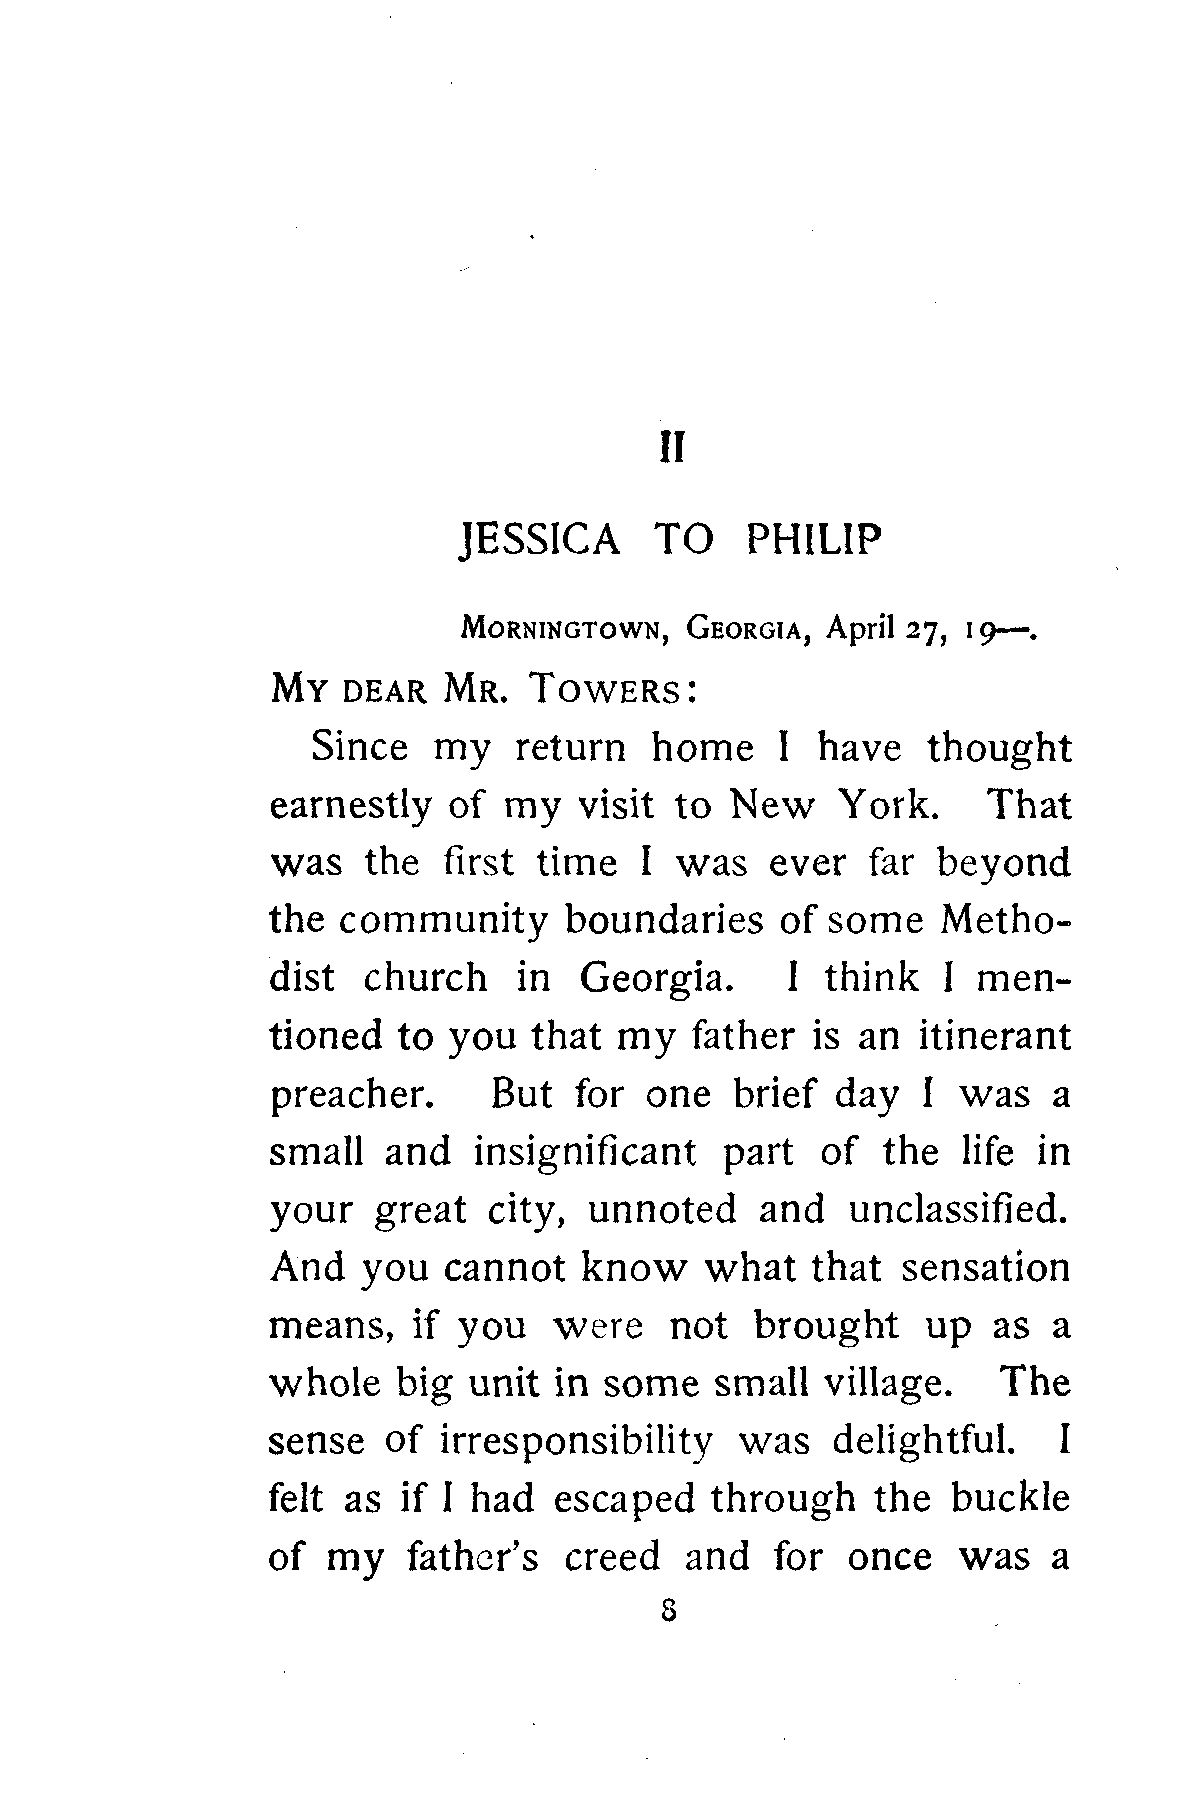 II
JESSICA TO PHILIP
Morningtown, Georgia, April 27, 19—.
My dear Mr. Towers:
Since my return home I have thought
earnestly of my visit to New York. That
was the first time I was ever far beyond
the community boundaries of some Metho-
dist church in Georgia. I think I men-
tioned to you that my father is an itinerant
preacher. But for one brief day I was a
small and insignificant part of the life in
your great city, unnoted and unclassified.
And you cannot know what that sensation
means, if you were not brought up as a
whole big unit in some small village. The
sense of irresponsibility was delightful. I
felt as if I had escaped through the buckle
of my father's creed and for once was a
8